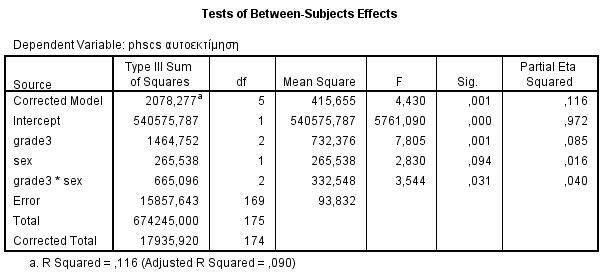 Tests of Between-Subjects Effects
Dependent Variable: phscs αυτοεκτίμηση
Source Type III Sum of Squares df Mean Square F Sig. Partial Eta Squared
Corrected Model 2078,277a 5 415,655 4,430 ,001 ,116
Intercept 540575,787 1 540575,787 5761,090 ,000 ,972
grade3 1464,752 2 732,376 7,805 ,001 ,085
sex 265,538 1 265,538 2,830 ,094 ,016
grade3 * sex 665,096 2 332,548 3,544 ,031 ,040
Error 15857,643 169 93,832
Total 674245,000 175
Corrected Total 17935,920 174
a. R Squared = ,116 (Adjusted R Squared = ,090)